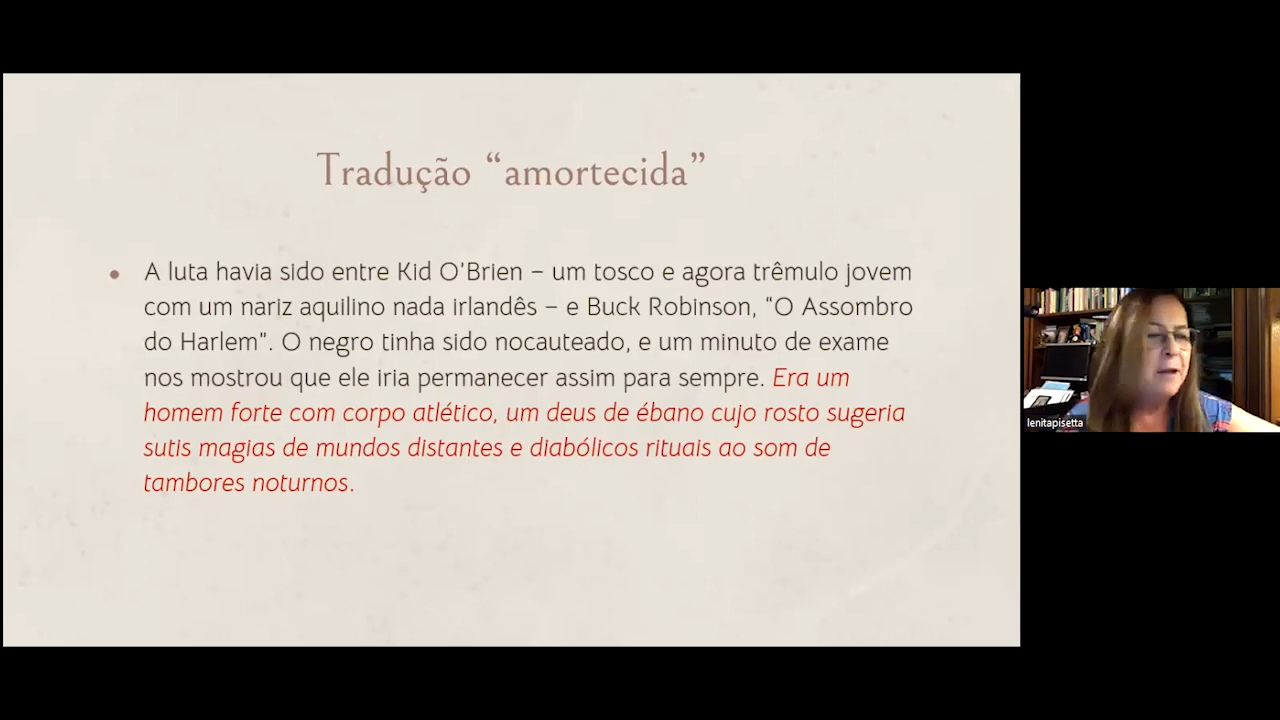 Tradução “amortecida”
• A luta havia sido entre Kid O’Brien – um tosco e agora trêmulo jovem
com um nariz aquilino nada irlandês – e Buck Robinson, “O Assombro
do Harlem”. O negro tinha sido nocauteado, e um minuto de exame
nos mostrou que ele iria permanecer assim para sempre. Era um
homem forte com corpo atlético, um deus de ébano cujo rosto sugeria
sutis magias de mundos distantes e diabólicos rituais ao som de
tambores noturnos.
lenitapisetta